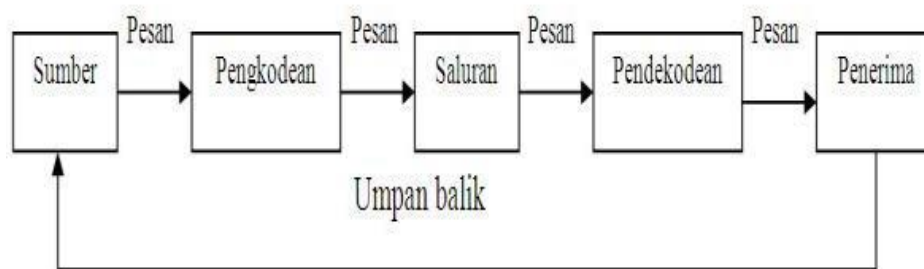 Pesan
Pesan
Pesan
Pesan
Sumber
Pengkodean
Saluran
Pendekodean
Penerima
Umpan balik